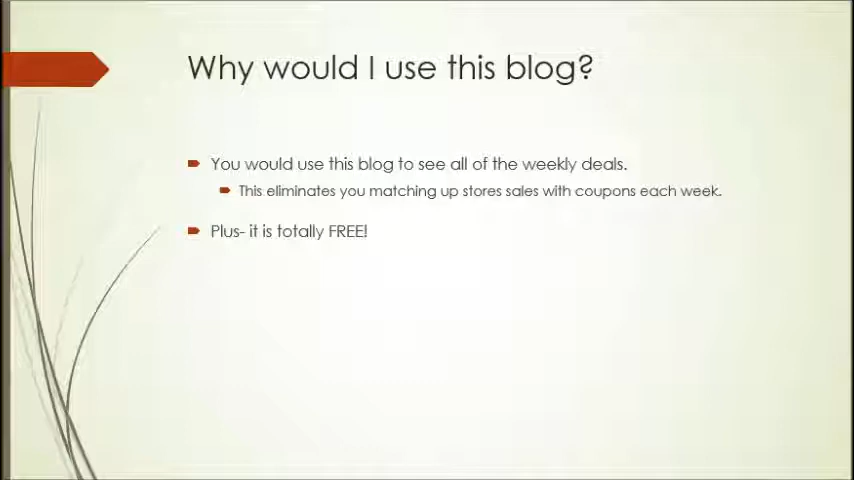 Why would I use this blog?
You would use this blog to see all of the weekly deals.
This eliminates you matching up stores sales with coupons each week.
Plus- it is totally FREE!